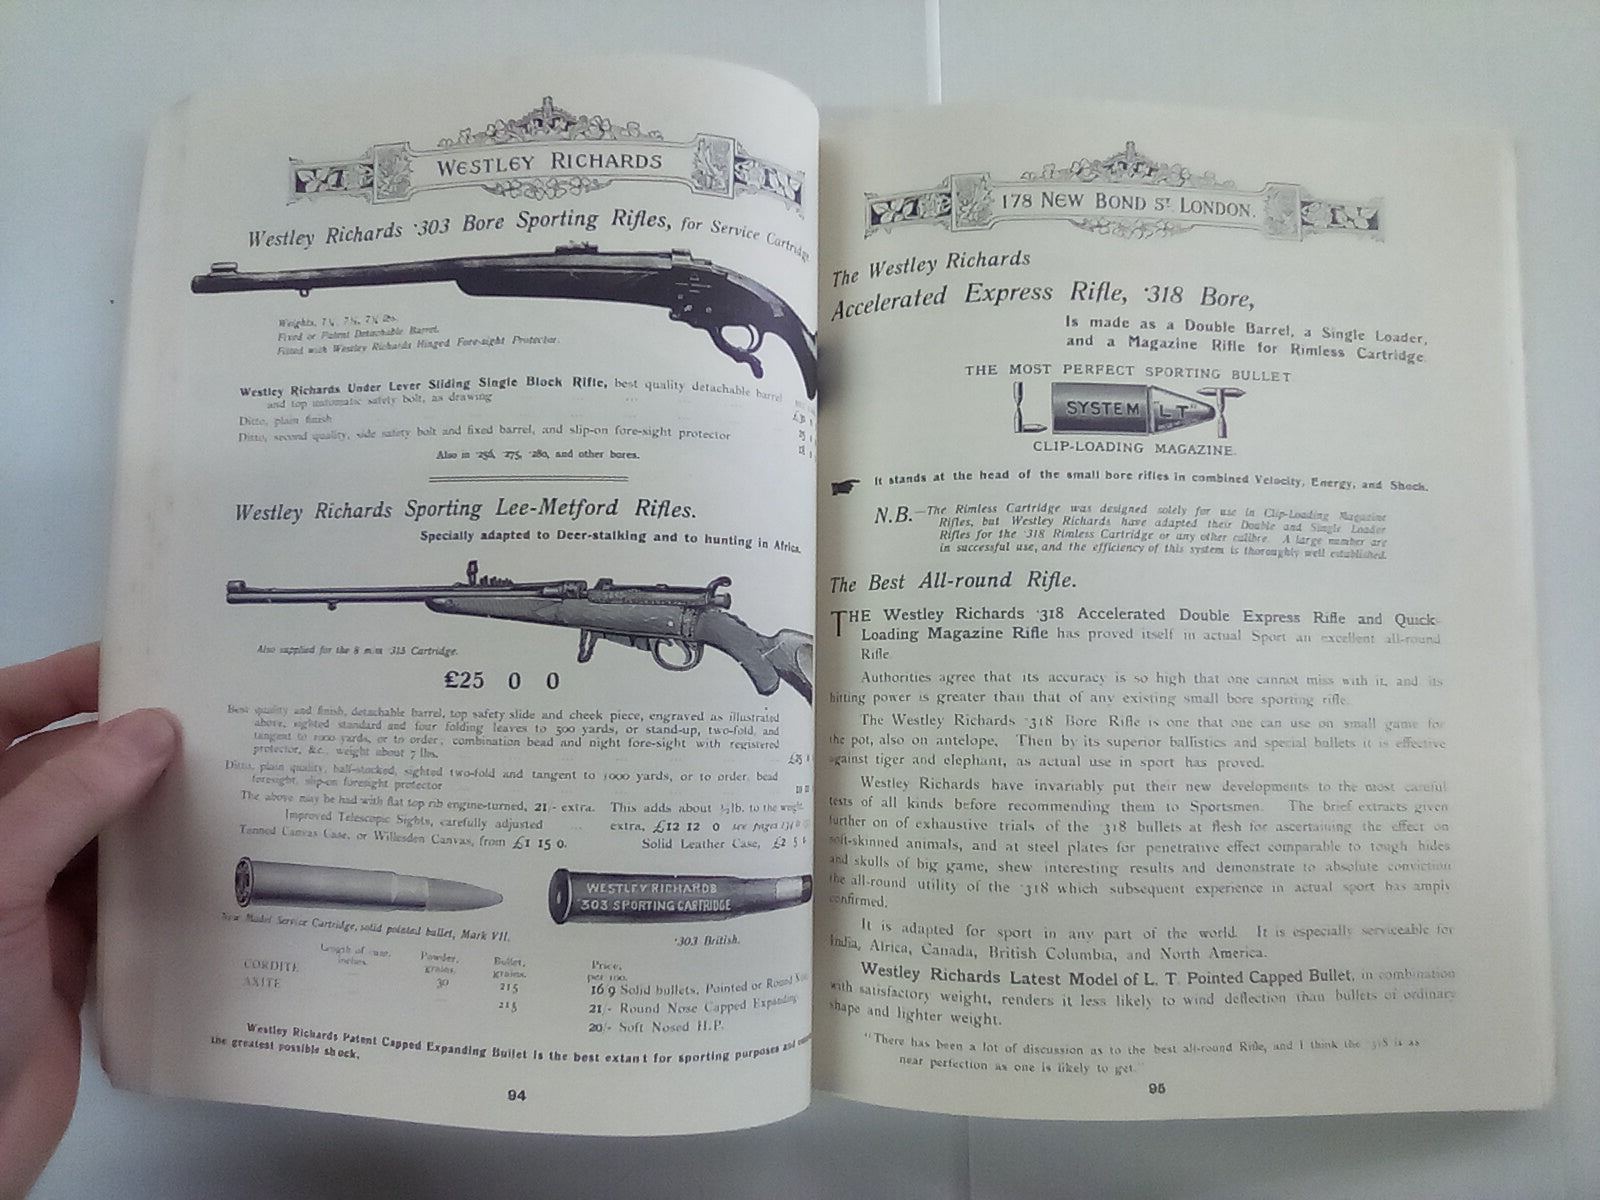 WESTLEY RICHARDS
Westley Richards ·303 Bore Sporting Rifles, for Service Cartridge
Weights, 7¼, 7½, 7¾ lbs.
Fixed or Patent Detachable Barrel.
Fitted with Westley Richards Hinged Fore-sight Protector.
Westley Richards Under Lever Sliding Single Block Rifle, best quality detachable barrel
and top automatic safety bolt, as drawing
Ditto, plain finish
Ditto, second quality, side safety bolt and fixed barrel, and slip-on fore-sight protector
Also in ·256, ·275, ·280, and other bores.
Westley Richards Sporting Lee-Metford Rifles.
Specially adapted to Deer-stalking and to hunting in Africa.
Also supplied for the 8 m/m ·315 Cartridge.
£25 0 0
Best quality and finish, detachable barrel, top safety slide and cheek piece, engraved as illustrated
above, sighted standard and four folding leaves to 500 yards, or stand-up, two-fold, and
tangent to 1000 yards, or to order, combination bead and night fore-sight with registered
protector, &c., weight about 7 lbs. £25
Ditto, plain quality, half-stocked, sighted two-fold and tangent to 1000 yards, or to order, bead
foresight, slip-on foresight protector
The above may be had with flat top rib engine-turned, 21/- extra. This adds about ½lb. to the weight.
Improved Telescopic Sights, carefully adjusted ... extra, £12 12 0 see pages
Tanned Canvas Case, or Willesden Canvas, from £1 15 0. Solid Leather Case, £2 5
WESTLEY RICHARDS
303 SPORTING CARTRIDGE
New Model Service Cartridge, solid pointed bullet, Mark VII.
·303 British.
Length of case, inches. Powder, grains. Bullet, grains. Price, per 100.
CORDITE 30 215 16/9 Solid bullets, Pointed or Round Nose
AXITE 215 21/- Round Nose Capped Expanding
20/- Soft Nosed H.P.
Westley Richards Patent Capped Expanding Bullet is the best extant for sporting purposes and
the greatest possible shock.
94
178 NEW BOND ST LONDON.
The Westley Richards
Accelerated Express Rifle, ·318 Bore,
Is made as a Double Barrel, a Single Loader,
and a Magazine Rifle for Rimless Cartridge.
THE MOST PERFECT SPORTING BULLET
SYSTEM "L T"
CLIP-LOADING MAGAZINE.
It stands at the head of the small bore rifles in combined Velocity, Energy, and Shock.
N.B.—The Rimless Cartridge was designed solely for use in Clip-Loading Magazine
Rifles, but Westley Richards have adapted their Double and Single Loader
Rifles for the ·318 Rimless Cartridge or any other calibre. A large number are
in successful use, and the efficiency of this system is thoroughly well established.
The Best All-round Rifle.
THE Westley Richards ·318 Accelerated Double Express Rifle and Quick-
Loading Magazine Rifle has proved itself in actual Sport an excellent all-round
Rifle.
Authorities agree that its accuracy is so high that one cannot miss with it, and its
hitting power is greater than that of any existing small bore sporting rifle.
The Westley Richards ·318 Bore Rifle is one that one can use on small game for
the pot, also on antelope. Then by its superior ballistics and special bullets it is effective
against tiger and elephant, as actual use in sport has proved.
Westley Richards have invariably put their new developments to the most careful
tests of all kinds before recommending them to Sportsmen. The brief extracts given
further on of exhaustive trials of the ·318 bullets at flesh for ascertaining the effect on
soft-skinned animals, and at steel plates for penetrative effect comparable to tough hides
and skulls of big game, shew interesting results and demonstrate to absolute conviction
the all-round utility of the ·318 which subsequent experience in actual sport has amply
confirmed.
It is adapted for sport in any part of the world. It is especially serviceable for
India, Africa, Canada, British Columbia, and North America.
Westley Richards Latest Model of L. T. Pointed Capped Bullet, in combination
with satisfactory weight, renders it less likely to wind deflection than bullets of ordinary
shape and lighter weight.
"There has been a lot of discussion as to the best all-round Rifle, and I think the ·318 is as
near perfection as one is likely to get."
95